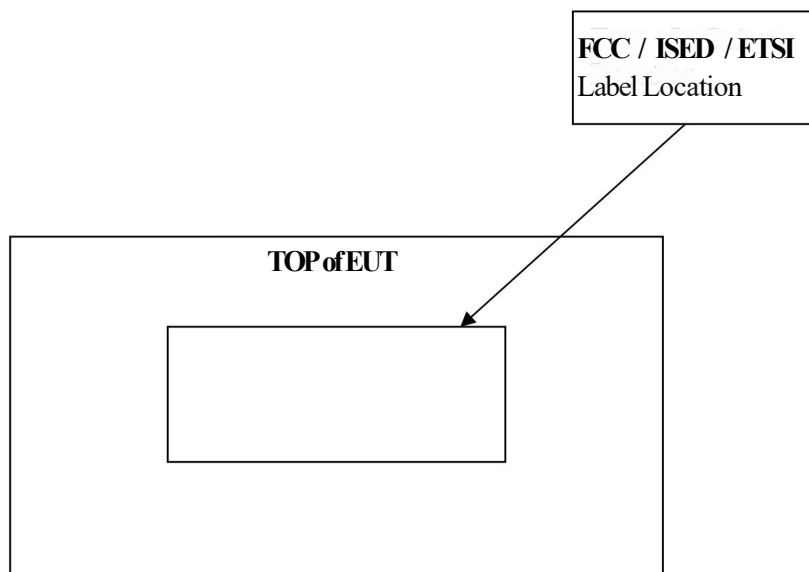 FCC / ISED / ETSI
Label Location
TOP of EUT